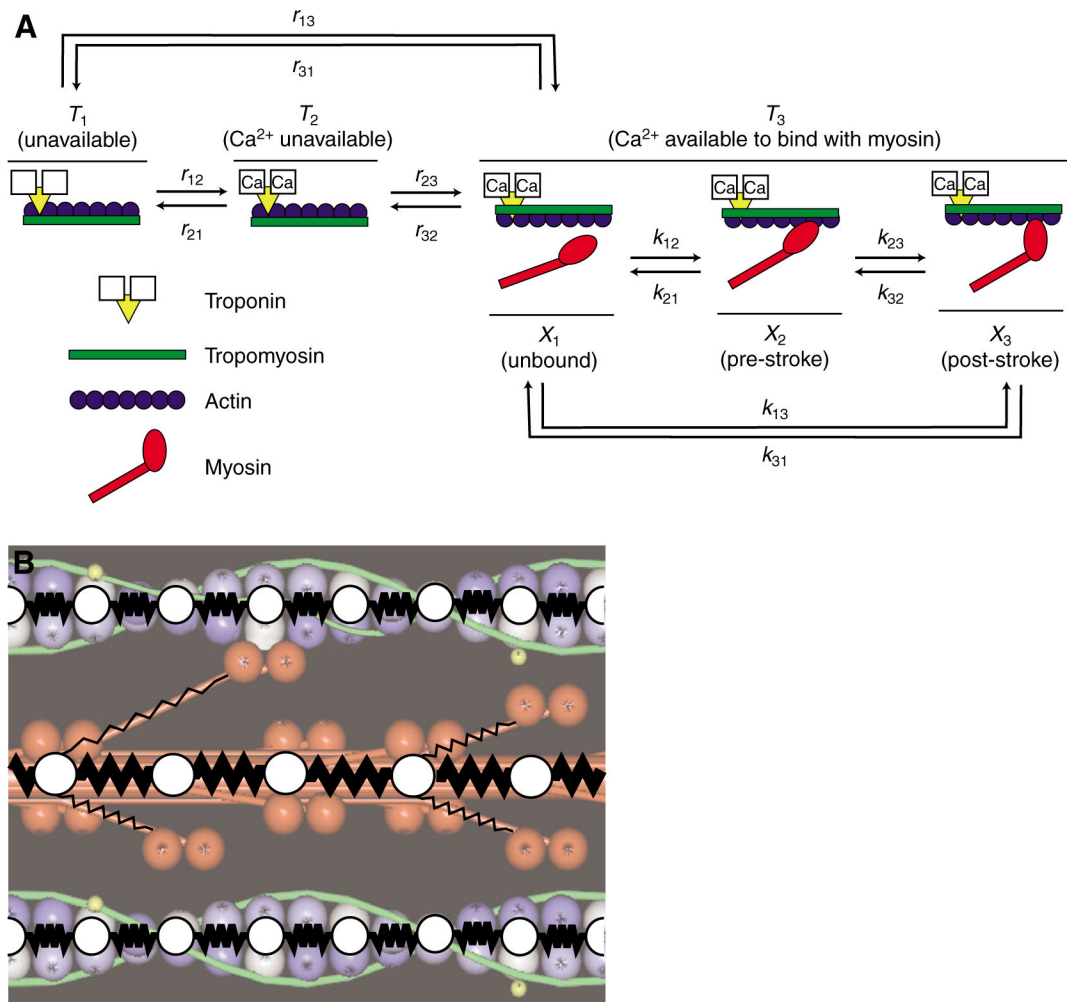 A
r13
r31
T1
(unavailable)
T2
(Ca2+ unavailable)
T3
(Ca2+ available to bind with myosin)
r12
r21
Ca Ca
r23
r32
Ca Ca
Ca Ca
Ca Ca
k12
k21
k23
k32
X1
(unbound)
X2
(pre-stroke)
X3
(post-stroke)
k13
k31
Troponin
Tropomyosin
Actin
Myosin
B